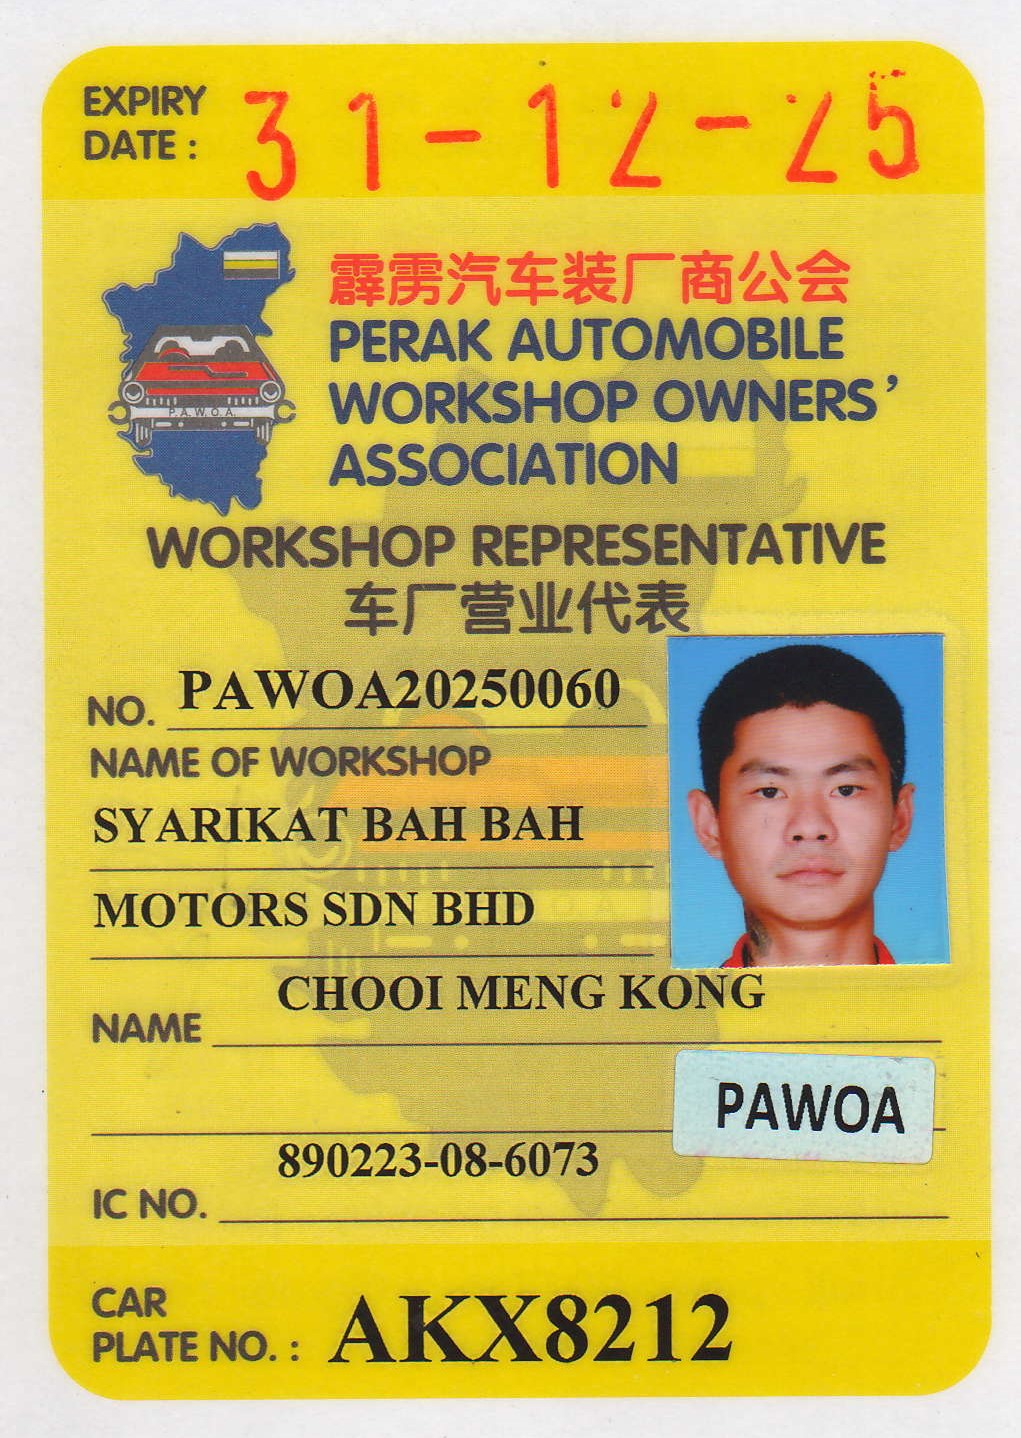 EXPIRY
DATE : 31-12-25
霹雳汽车装厂商公会
PERAK AUTOMOBILE
WORKSHOP OWNERS'
ASSOCIATION
P.A.W.O.A.
WORKSHOP REPRESENTATIVE
车厂营业代表
NO. PAWOA20250060
NAME OF WORKSHOP
SYARIKAT BAH BAH
MOTORS SDN BHD
NAME CHOOI MENG KONG
PAWOA
IC NO. 890223-08-6073
CAR
PLATE NO. : AKX8212